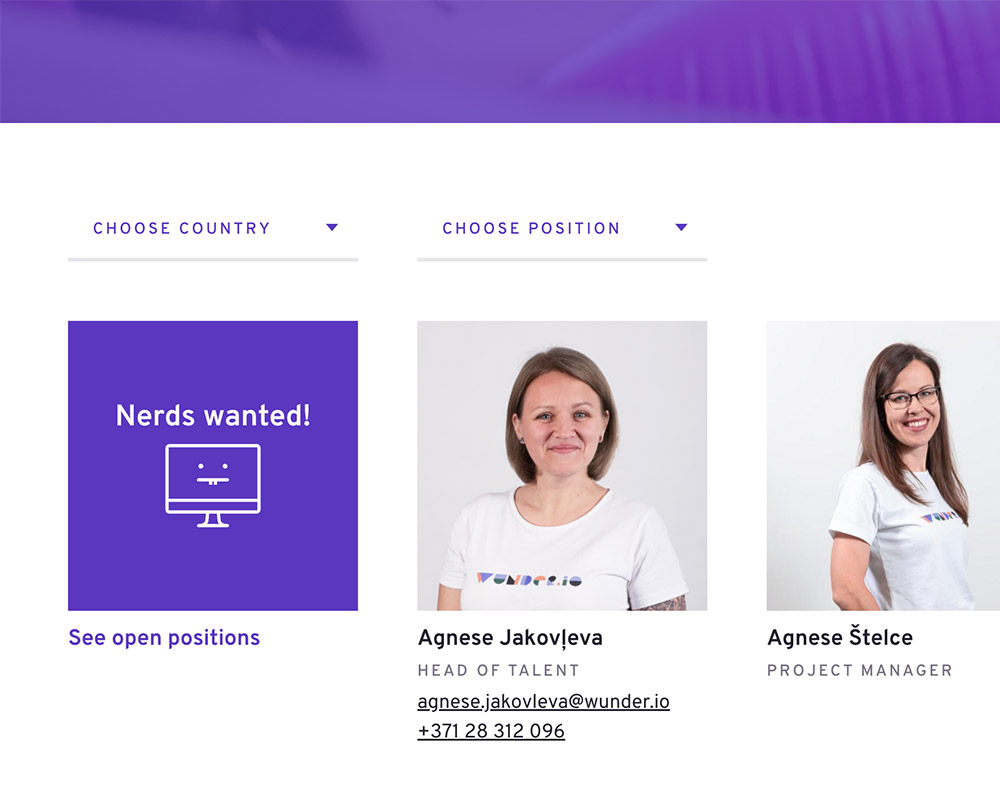 CHOOSE COUNTRY
CHOOSE POSITION
Nerds wanted!
wunder.io
See open positions
Agnese Jakovļeva
HEAD OF TALENT
agnese.jakovleva@wunder.io
+371 28 312 096
Agnese Štelce
PROJECT MANAGER